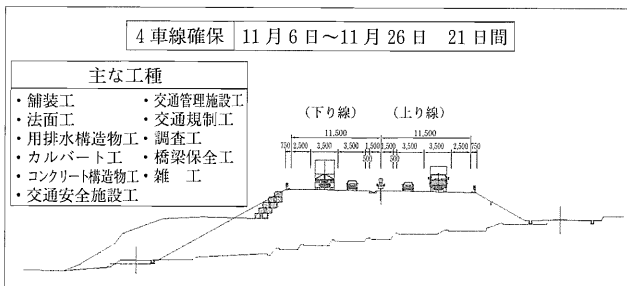 4車線確保 11月6日～11月26日 21日間
主な工種
・舗装工 ・交通管理施設工
・法面工 ・交通規制工
・用排水構造物工 ・調査工
・カルバート工 ・橋梁保全工
・コンクリート構造物工 ・雑 工
・交通安全施設工
（下り線） （上り線）
11,500 11,500
750 2,500 3,500 3,500 1,500 1,500 3,500 3,500 2,500 750
500 500